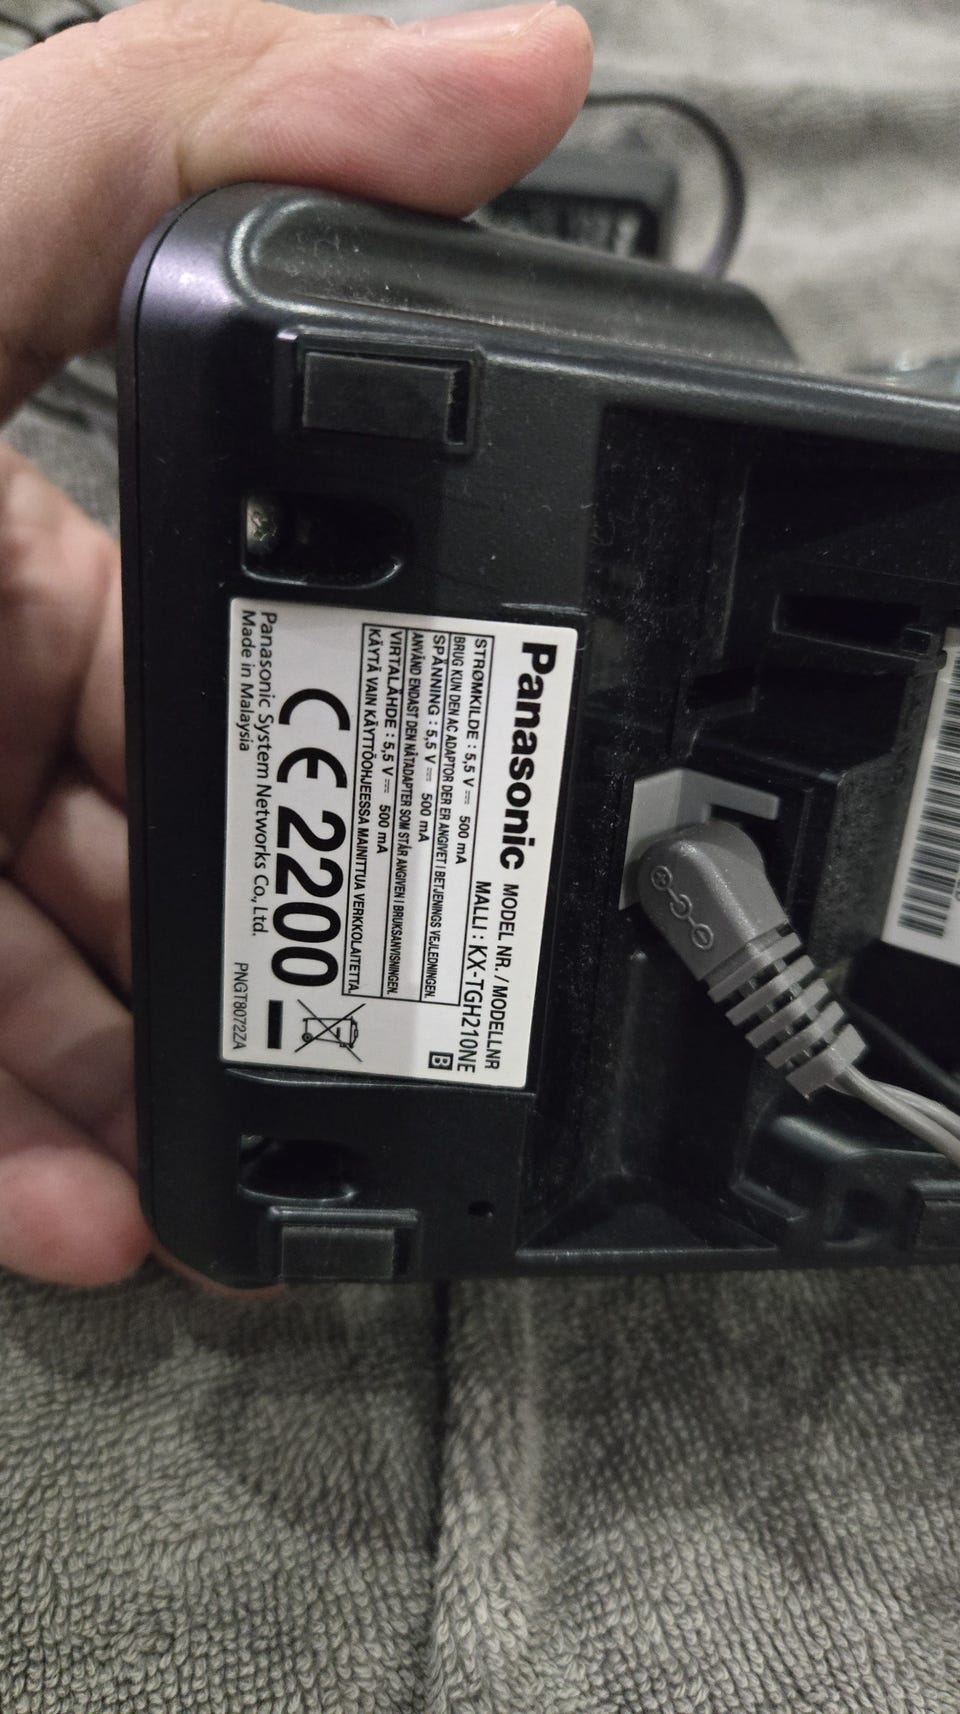 Panasonic MODEL NR. / MODELLNR
MALLI : KX-TGH210NE
B
STRØMKILDE : 5,5 V 500 mA
BRUG KUN DEN AC ADAPTOR DER ER ANGIVET I BETJENINGS VEJLEDNINGEN.
SPÄNNING : 5,5 V 500 mA
ANVÄND ENDAST DEN NÄTADAPTER SOM STÅR ANGIVEN I BRUKSANVISNINGEN.
VIRTALÄHDE : 5,5 V 500 mA
KÄYTÄ VAIN KÄYTTÖOHJEESSA MAINITTUA VERKKOLAITETTA.
CE 2200
Panasonic System Networks Co., Ltd.
Made in Malaysia
PNGT8072ZA